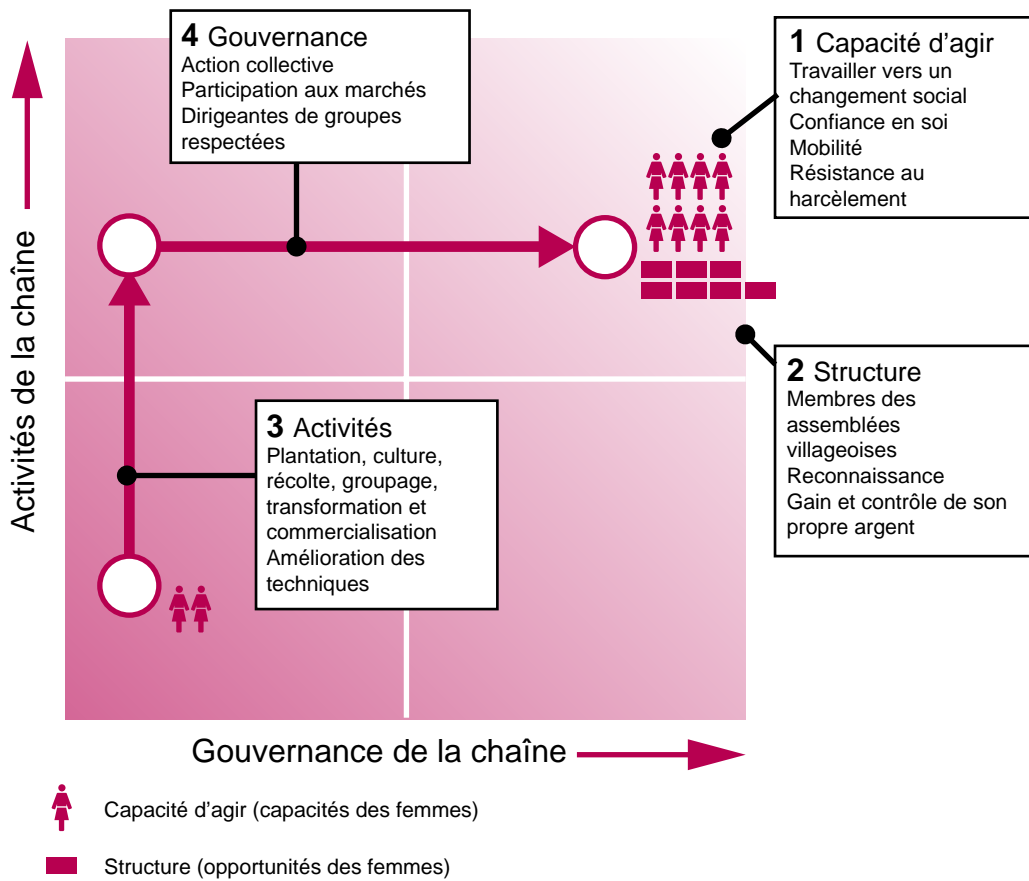 4 Gouvernance
Action collective
Participation aux marchés
Dirigeantes de groupes
respectées
1 Capacité d'agir
Travailler vers un
changement social
Confiance en soi
Mobilité
Résistance au
harcèlement
Activités de la chaîne
3 Activités
Plantation, culture,
récolte, groupage,
transformation et
commercialisation
Amélioration des
techniques
2 Structure
Membres des
assemblées
villageoises
Reconnaissance
Gain et contrôle de son
propre argent
Gouvernance de la chaîne
Capacité d'agir (capacités des femmes)
Structure (opportunités des femmes)